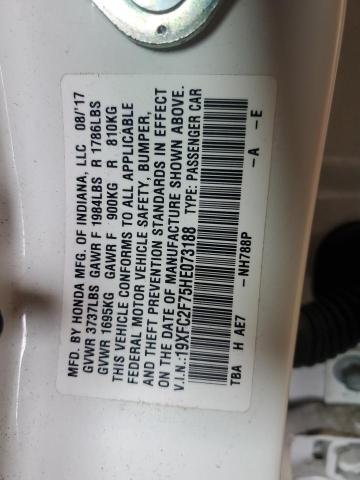 MFD. BY HONDA MFG. OF INDIANA, LLC 08/'17
GVWR 3737LBS GAWR F 1984LBS R 1786LBS
GVWR 1695KG GAWR F 900KG R 810KG
THIS VEHICLE CONFORMS TO ALL APPLICABLE
FEDERAL MOTOR VEHICLE SAFETY, BUMPER,
AND THEFT PREVENTION STANDARDS IN EFFECT
ON THE DATE OF MANUFACTURE SHOWN ABOVE.
V.I.N.:19XFC2F75HE073188 TYPE: PASSENGER CAR
TBA H AE7 -NH788P -A -E